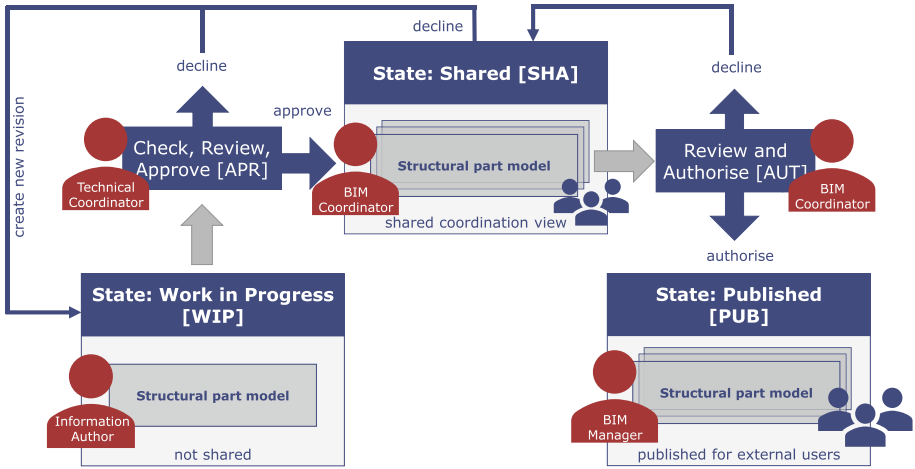 decline
State: Shared [SHA]
decline
decline
create new revision
approve
Check, Review,
Approve [APR]
Technical
Coordinator
Structural part model
BIM
Coordinator
shared coordination view
Review and
Authorise [AUT]
BIM
Coordinator
authorise
State: Work in Progress
[WIP]
Structural part model
Information
Author
not shared
State: Published
[PUB]
Structural part model
BIM
Manager
published for external users